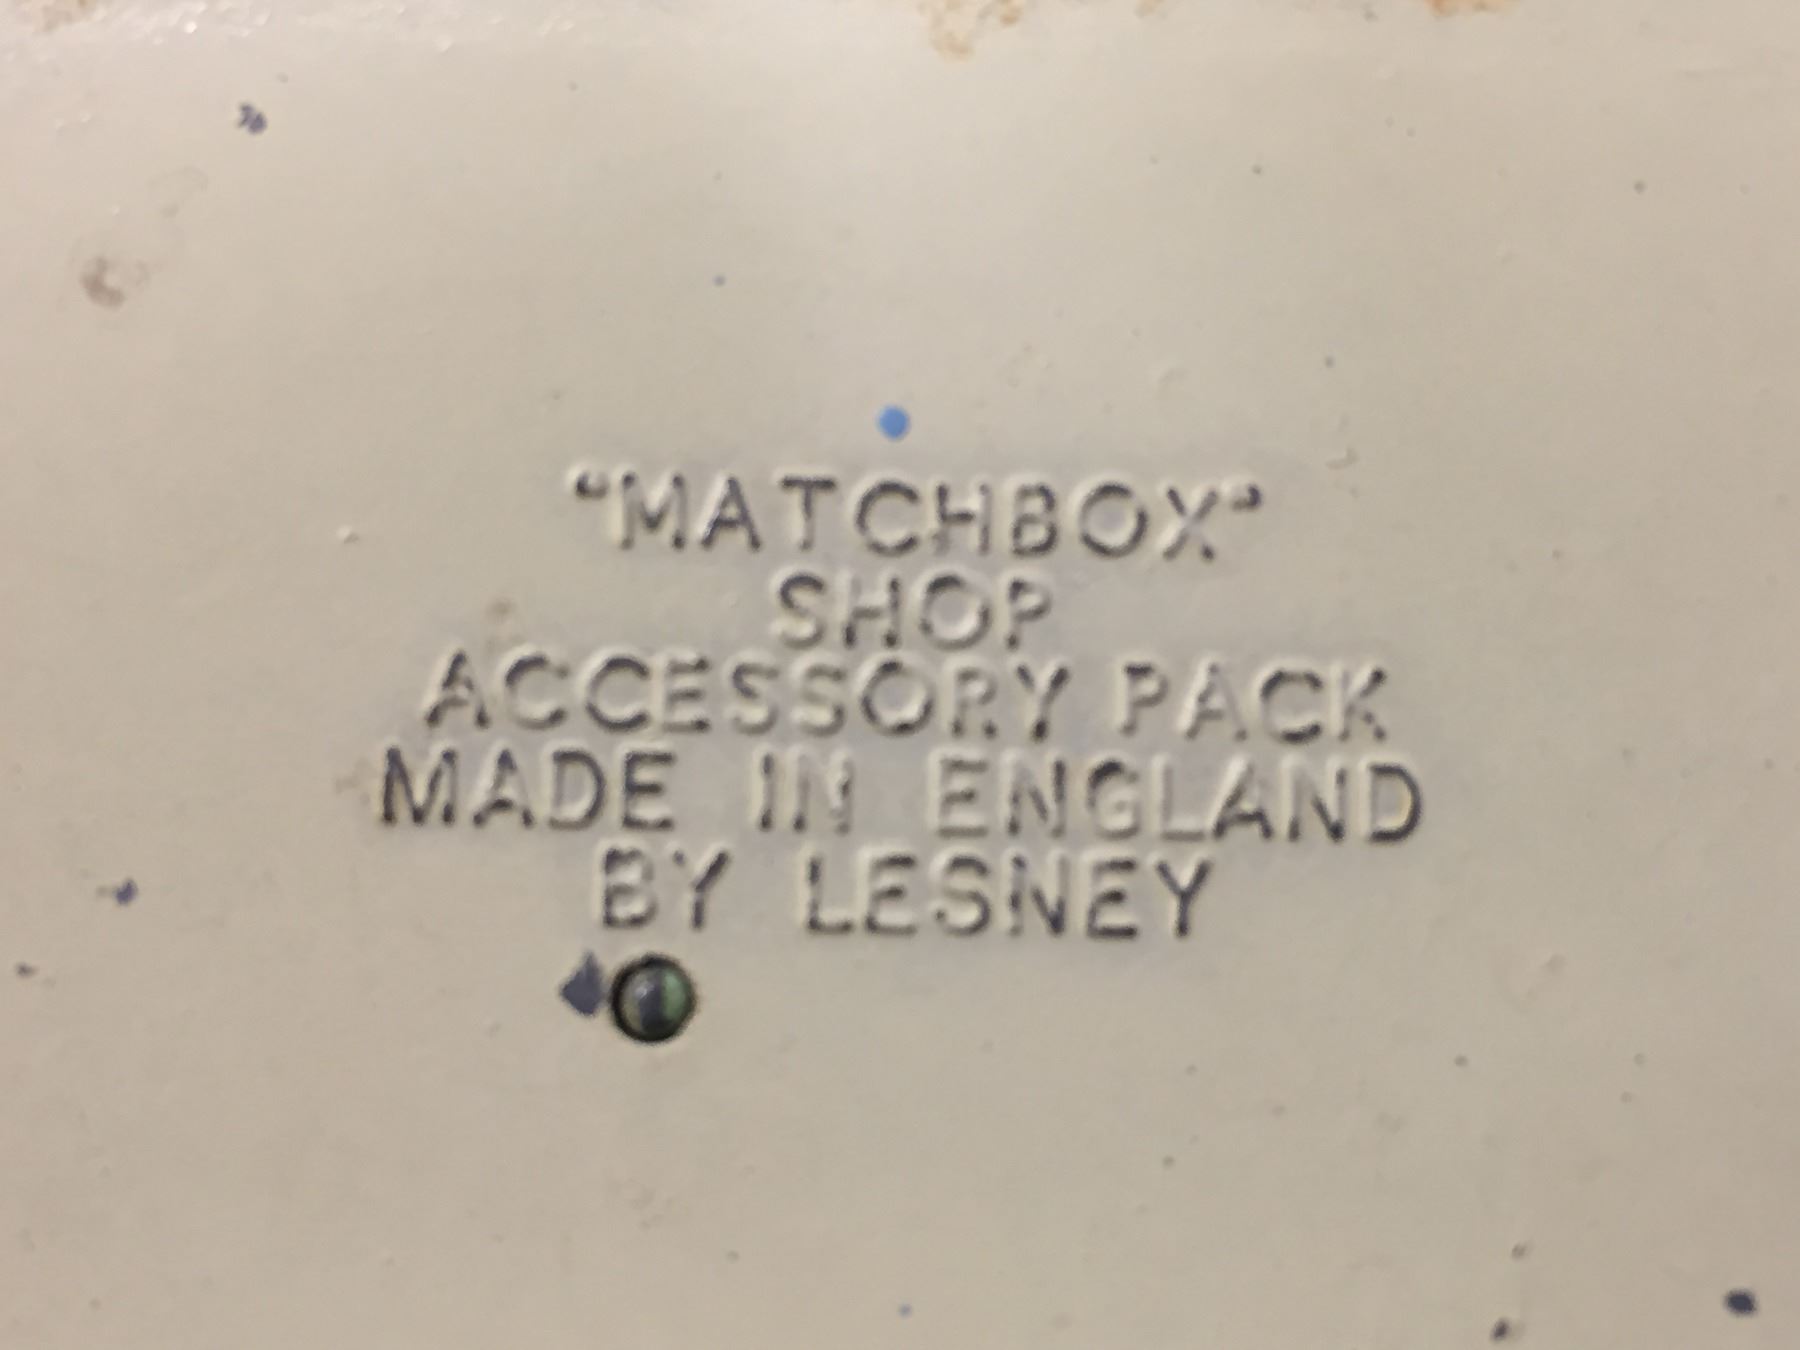 “MATCHBOX”
SHOP
ACCESSORY PACK
MADE IN ENGLAND
BY LESNEY